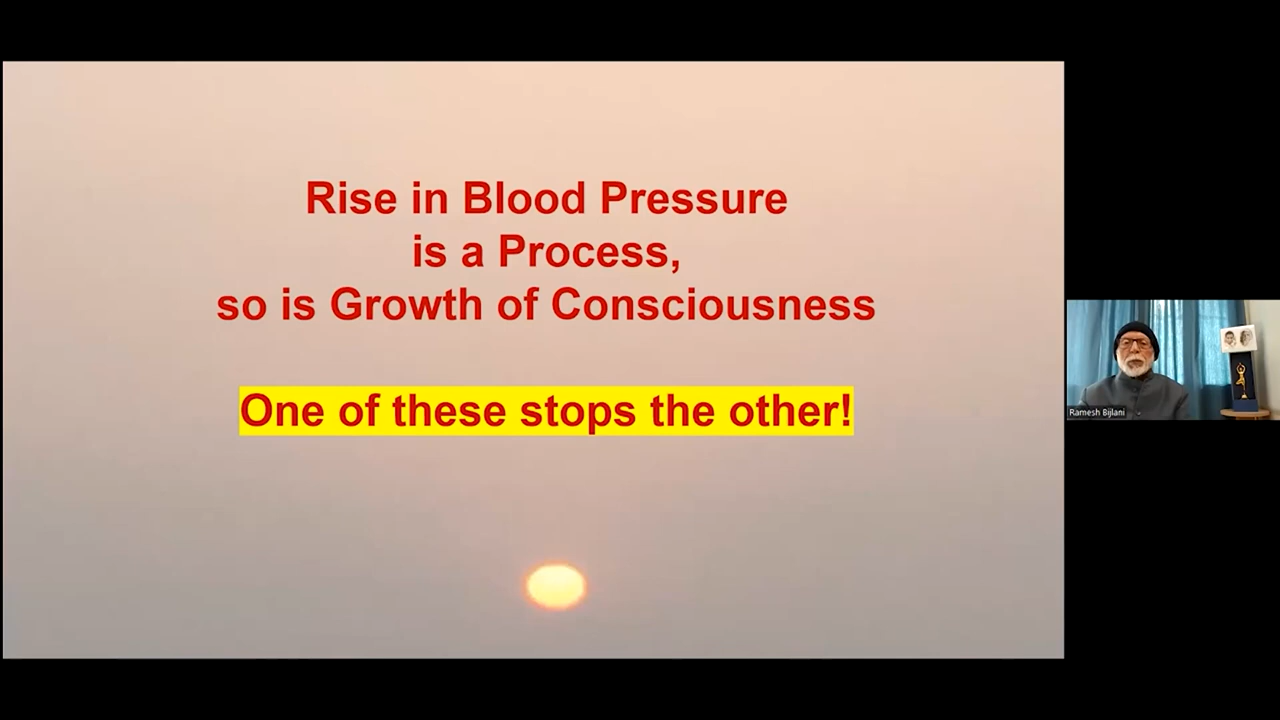 Rise in Blood Pressure
is a Process,
so is Growth of Consciousness
One of these stops the other!
Ramesh Bijlani